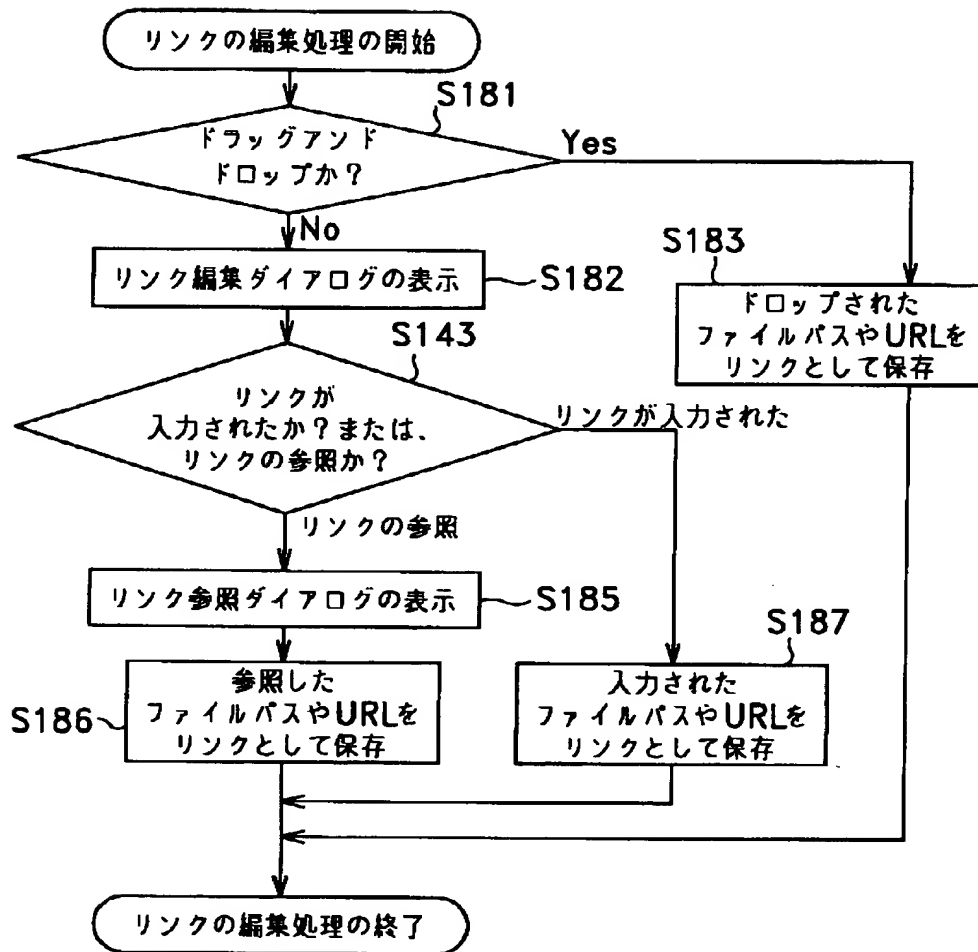 リンクの編集処理の開始
S181
ドラッグアンド
ドロップか?
Yes
No
S183
リンク編集ダイアログの表示
S182
ドロップされた
ファイルパスやURLを
リンクとして保存
S143
リンクが
入力されたか?または、
リンクの参照か?
リンクが入力された
リンクの参照
リンク参照ダイアログの表示
S185
S187
参照した
ファイルパスやURLを
リンクとして保存
S186
入力された
ファイルパスやURLを
リンクとして保存
リンクの編集処理の終了